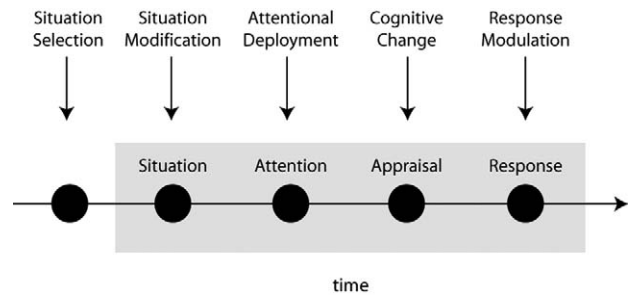 Situation Selection
Situation Modification
Attentional Deployment
Cognitive Change
Response Modulation
Situation
Attention
Appraisal
Response
time